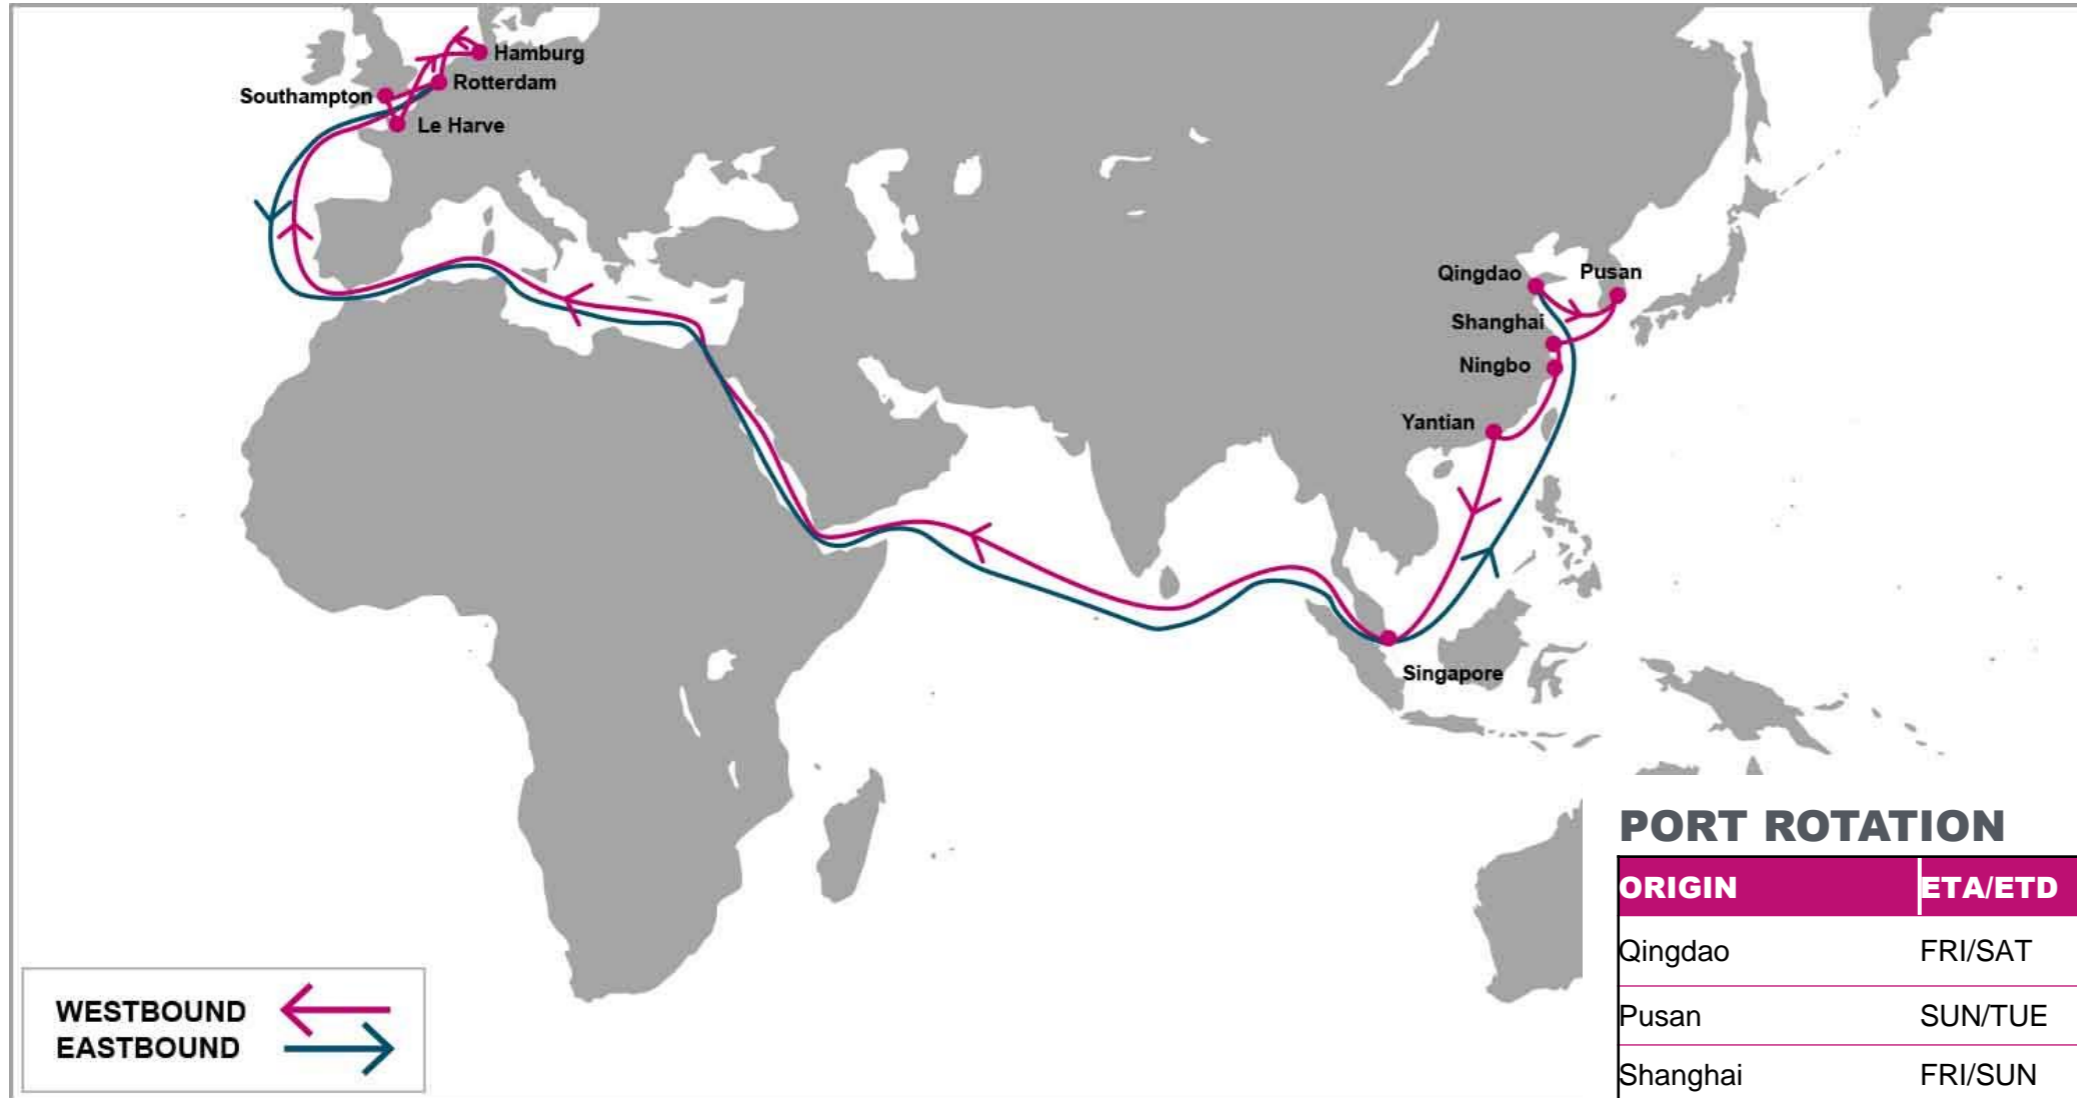 Hamburg
Rotterdam
Southampton
Le Harve
Qingdao
Pusan
Shanghai
Ningbo
Yantian
Singapore
PORT ROTATION
ORIGIN ETA/ETD
Qingdao FRI/SAT
Pusan SUN/TUE
Shanghai FRI/SUN
WESTBOUND
EASTBOUND